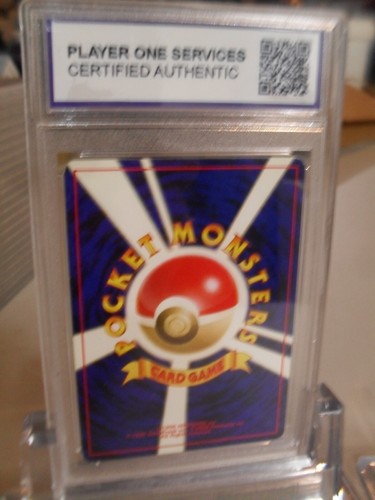 PLAYER ONE SERVICES
CERTIFIED AUTHENTIC
POCKET MONSTERS
CARD GAME